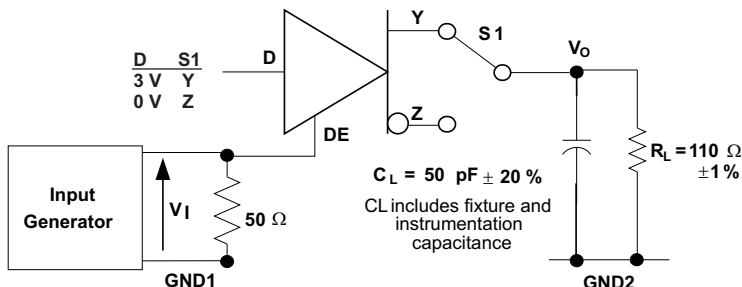 Y
S1
D S1
3 V Y
0 V Z
D
VO
Z
DE
CL = 50 pF ± 20 %
CL includes fixture and
instrumentation
capacitance
RL = 110 Ω
±1 %
Input
Generator
VI
50 Ω
GND1
GND2